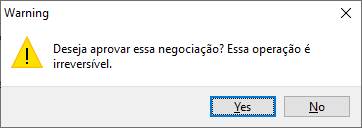 Warning
Deseja aprovar essa negociação? Essa operação é
irreversível.
Yes
No